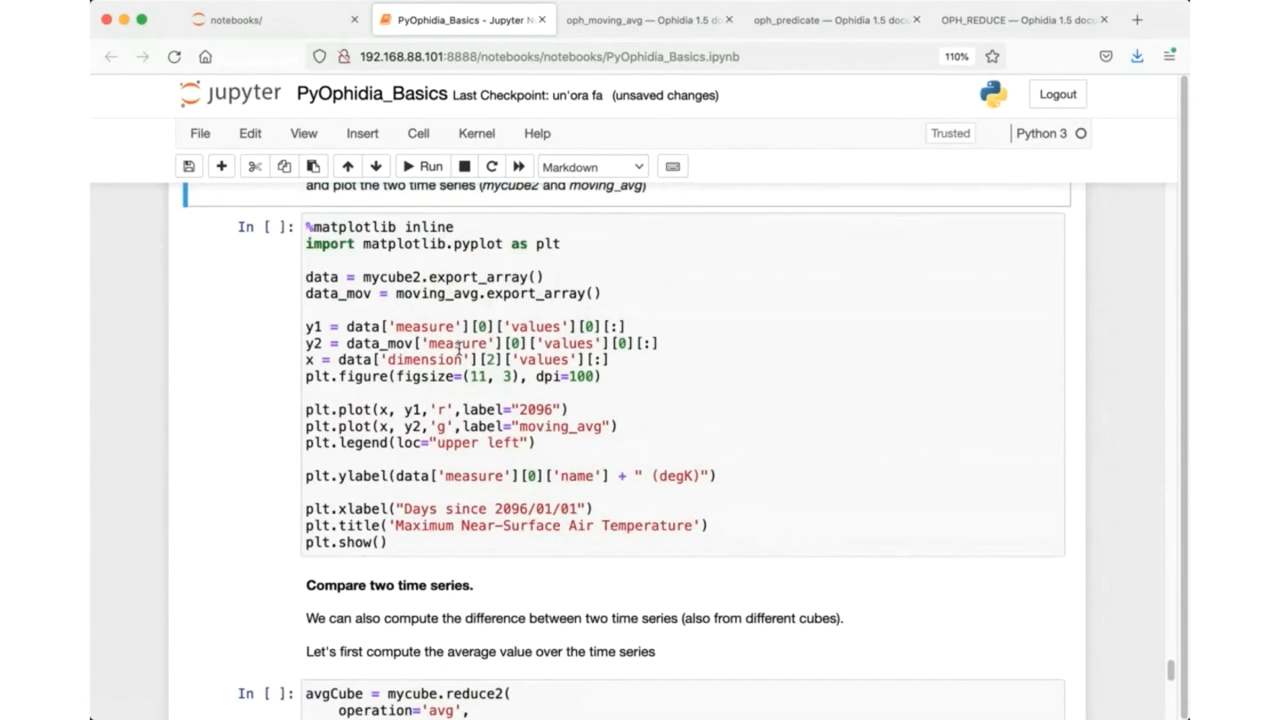 notebooks/
PyOphidia_Basics - Jupyter N
oph_moving_avg — Ophidia 1.5 doc
oph_predicate — Ophidia 1.5 docu
OPH_REDUCE — Ophidia 1.5 docu
192.168.88.101:8888/notebooks/notebooks/PyOphidia_Basics.ipynb
110%
jupyter PyOphidia_Basics Last Checkpoint: un'ora fa (unsaved changes)
Logout
File Edit View Insert Cell Kernel Help
Trusted
Python 3
Run
Markdown
and plot the two time series (mycube2 and moving_avg)
In [ ]: %matplotlib inline
import matplotlib.pyplot as plt
data = mycube2.export_array()
data_mov = moving_avg.export_array()
y1 = data['measure'][0]['values'][0][:]
y2 = data_mov['measure'][0]['values'][0][:]
x = data['dimension'][2]['values'][:]
plt.figure(figsize=(11, 3), dpi=100)
plt.plot(x, y1,'r',label="2096")
plt.plot(x, y2,'g',label="moving_avg")
plt.legend(loc="upper left")
plt.ylabel(data['measure'][0]['name'] + " (degK)")
plt.xlabel("Days since 2096/01/01")
plt.title('Maximum Near-Surface Air Temperature')
plt.show()
Compare two time series.
We can also compute the difference between two time series (also from different cubes).
Let's first compute the average value over the time series
In [ ]: avgCube = mycube.reduce2(
operation='avg',